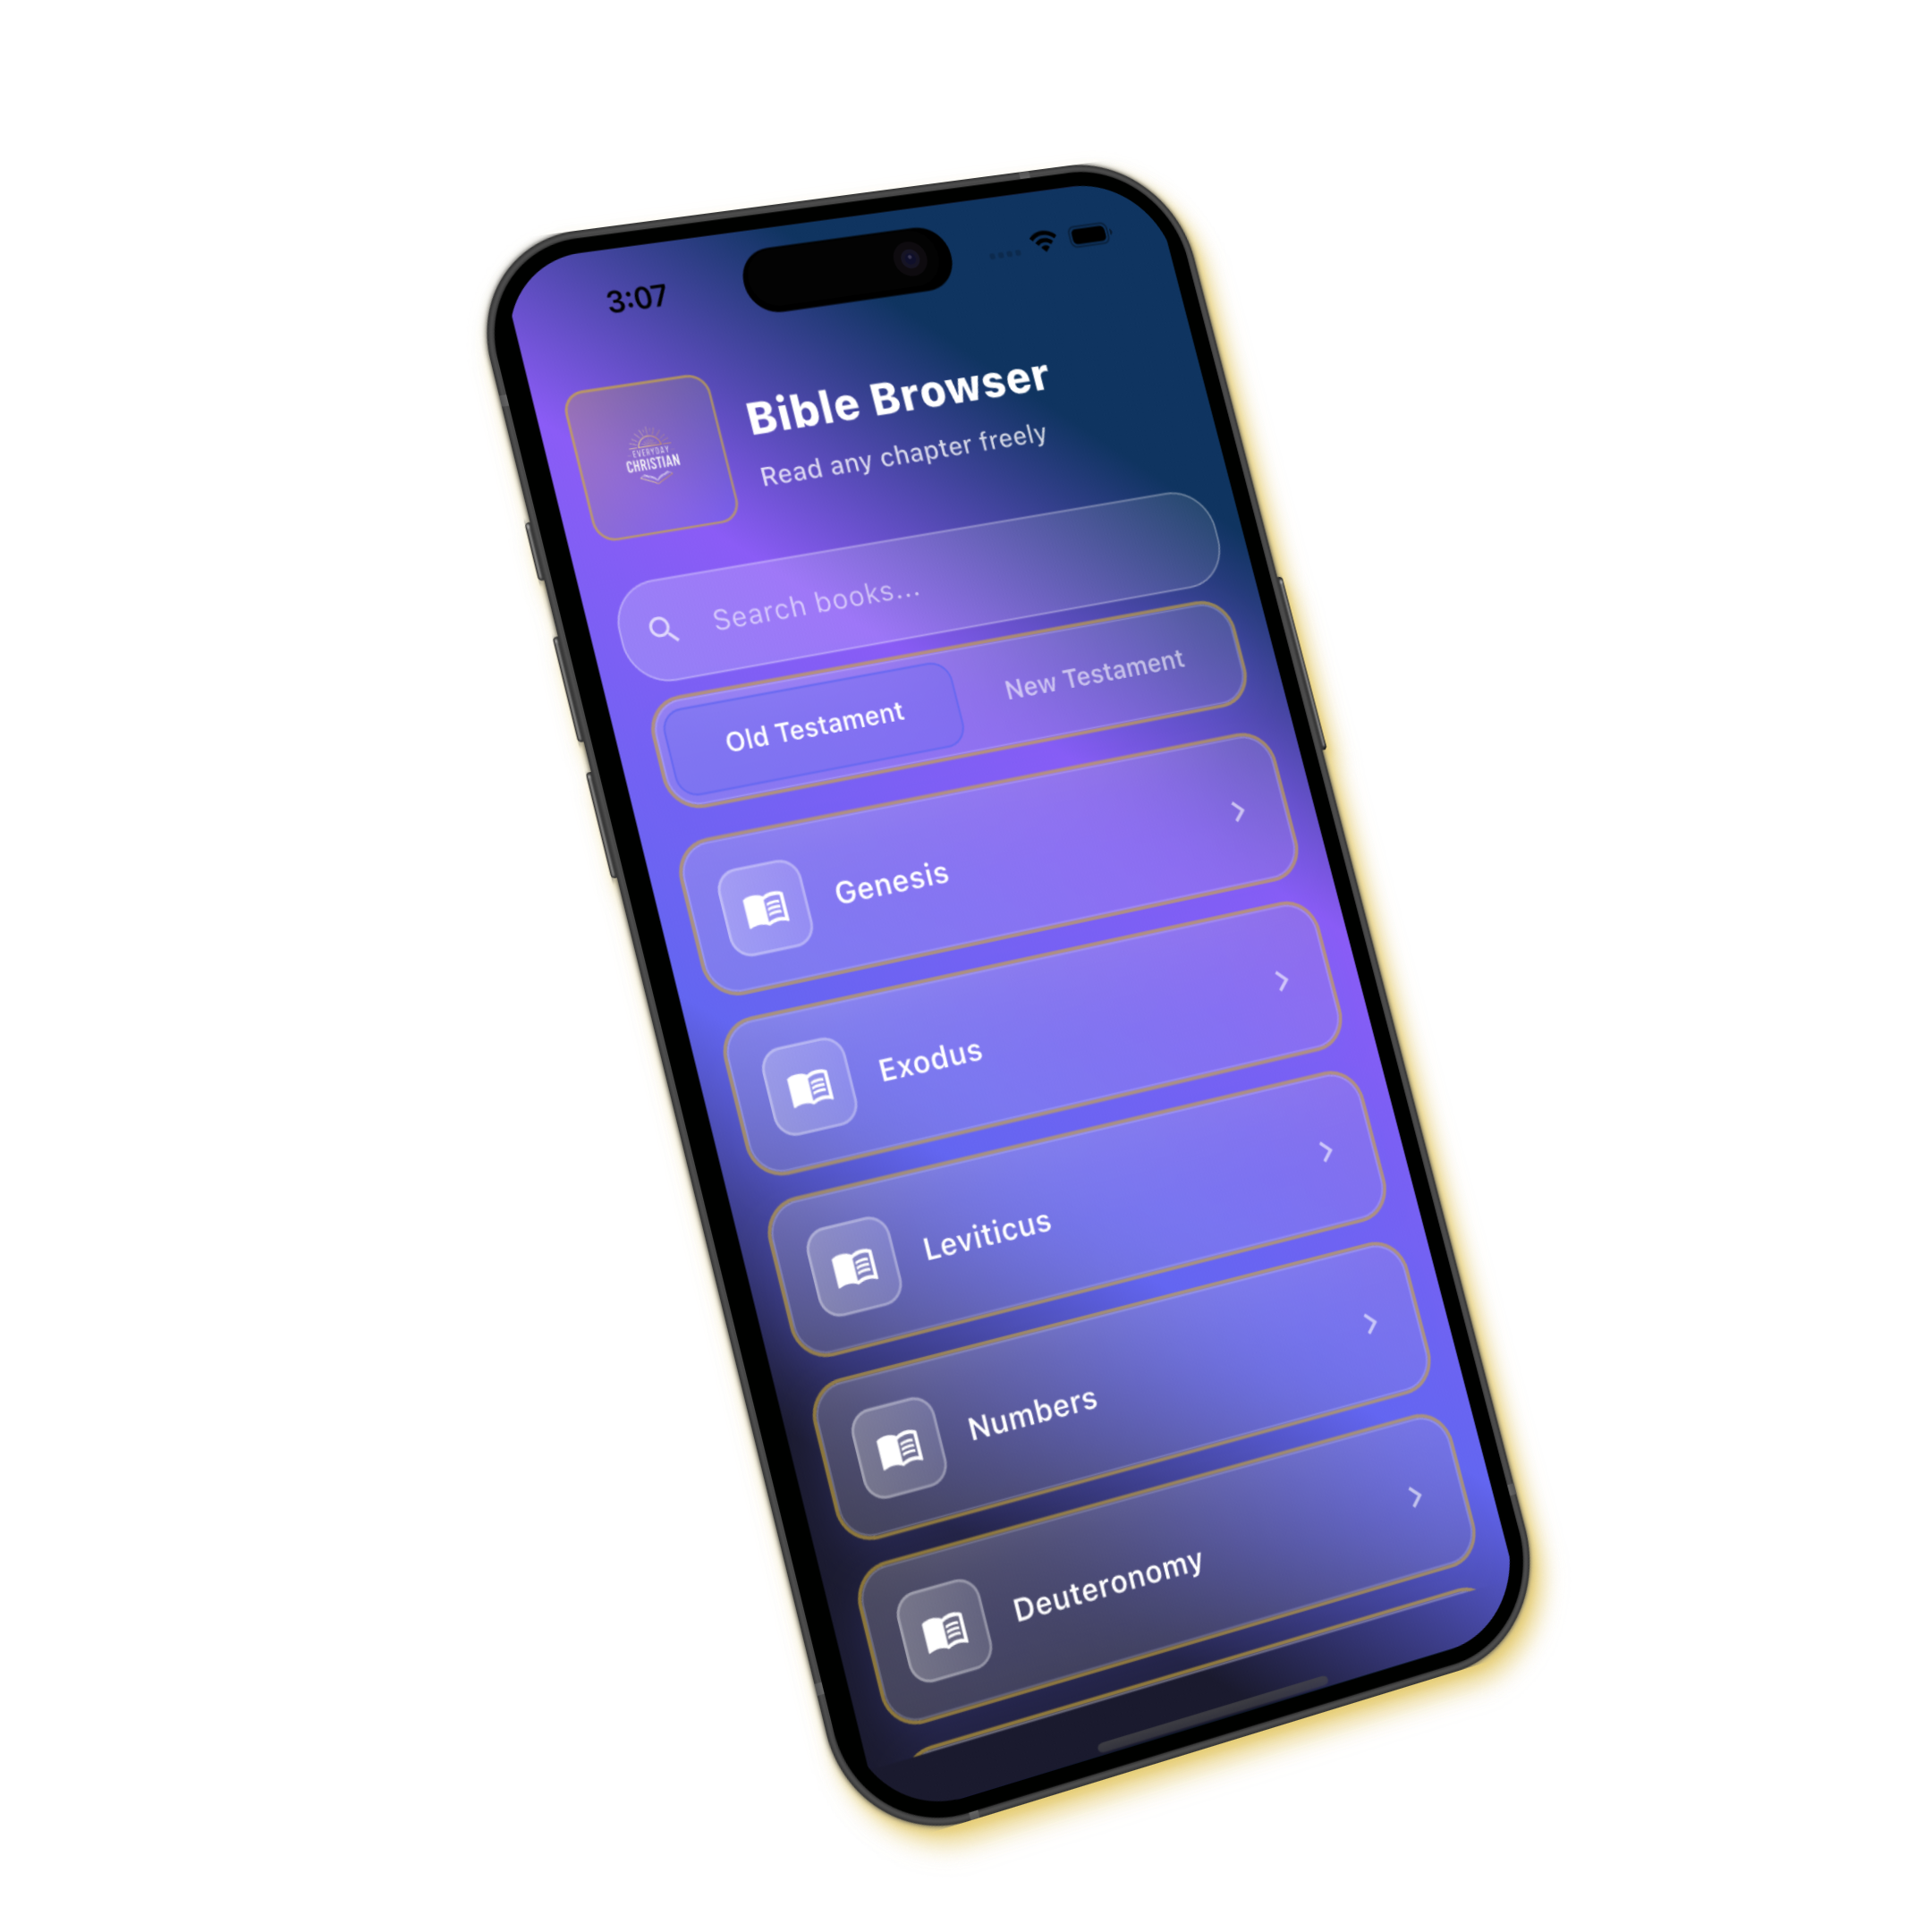 3:07
EVERYDAY
CHRISTIAN
Bible Browser
Read any chapter freely
Search books...
Old Testament
New Testament
Genesis
Exodus
Leviticus
Numbers
Deuteronomy